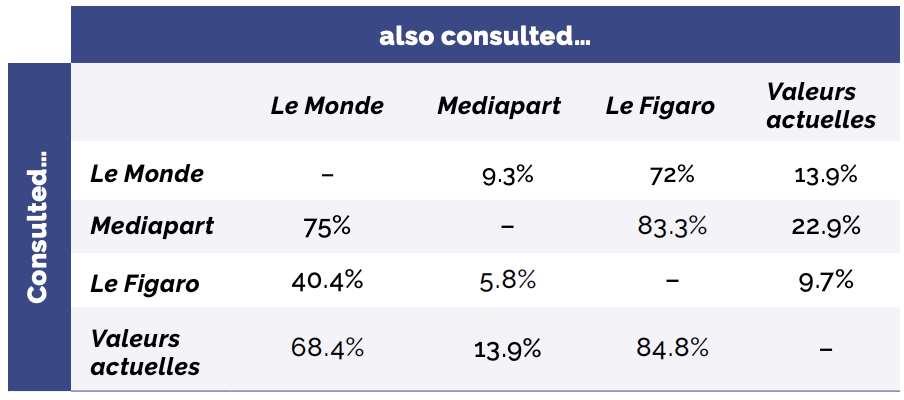 also consulted…
Consulted…
Le Monde Mediapart Le Figaro Valeurs
actuelles
Le Monde – 9.3% 72% 13.9%
Mediapart 75% – 83.3% 22.9%
Le Figaro 40.4% 5.8% – 9.7%
Valeurs
actuelles 68.4% 13.9% 84.8% –